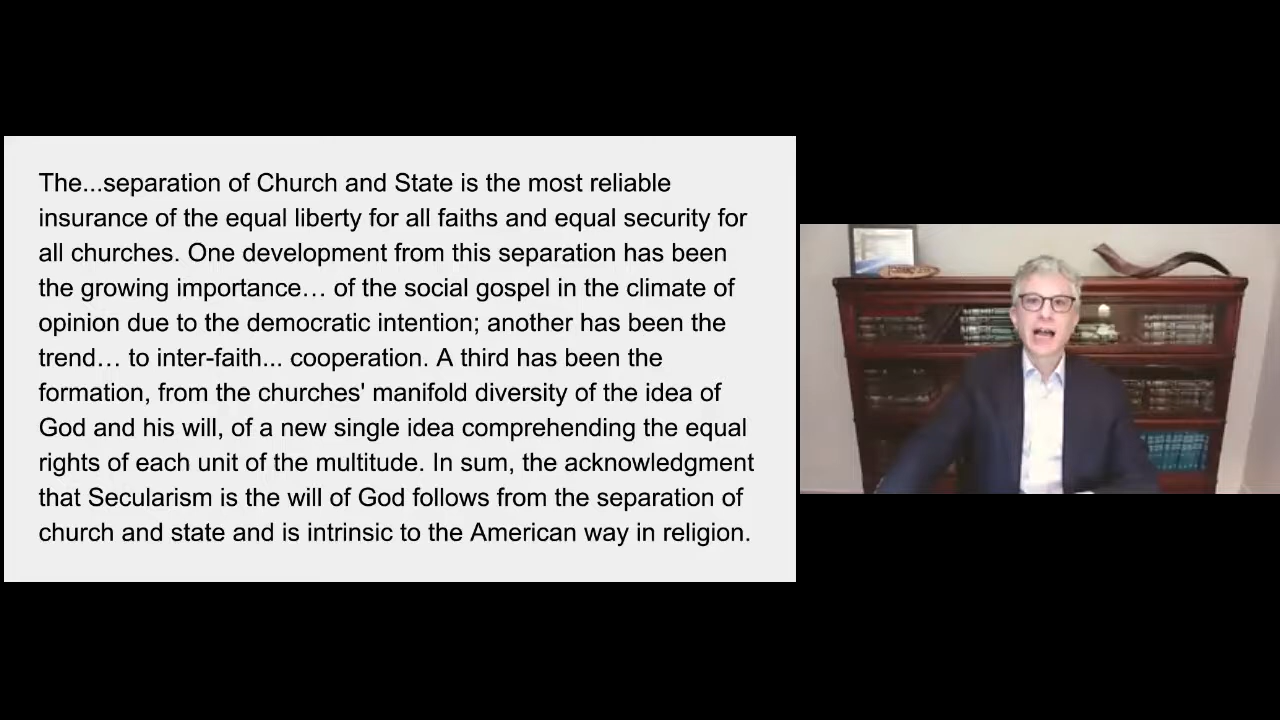 The...separation of Church and State is the most reliable
insurance of the equal liberty for all faiths and equal security for
all churches. One development from this separation has been
the growing importance… of the social gospel in the climate of
opinion due to the democratic intention; another has been the
trend… to inter-faith... cooperation. A third has been the
formation, from the churches' manifold diversity of the idea of
God and his will, of a new single idea comprehending the equal
rights of each unit of the multitude. In sum, the acknowledgment
that Secularism is the will of God follows from the separation of
church and state and is intrinsic to the American way in religion.